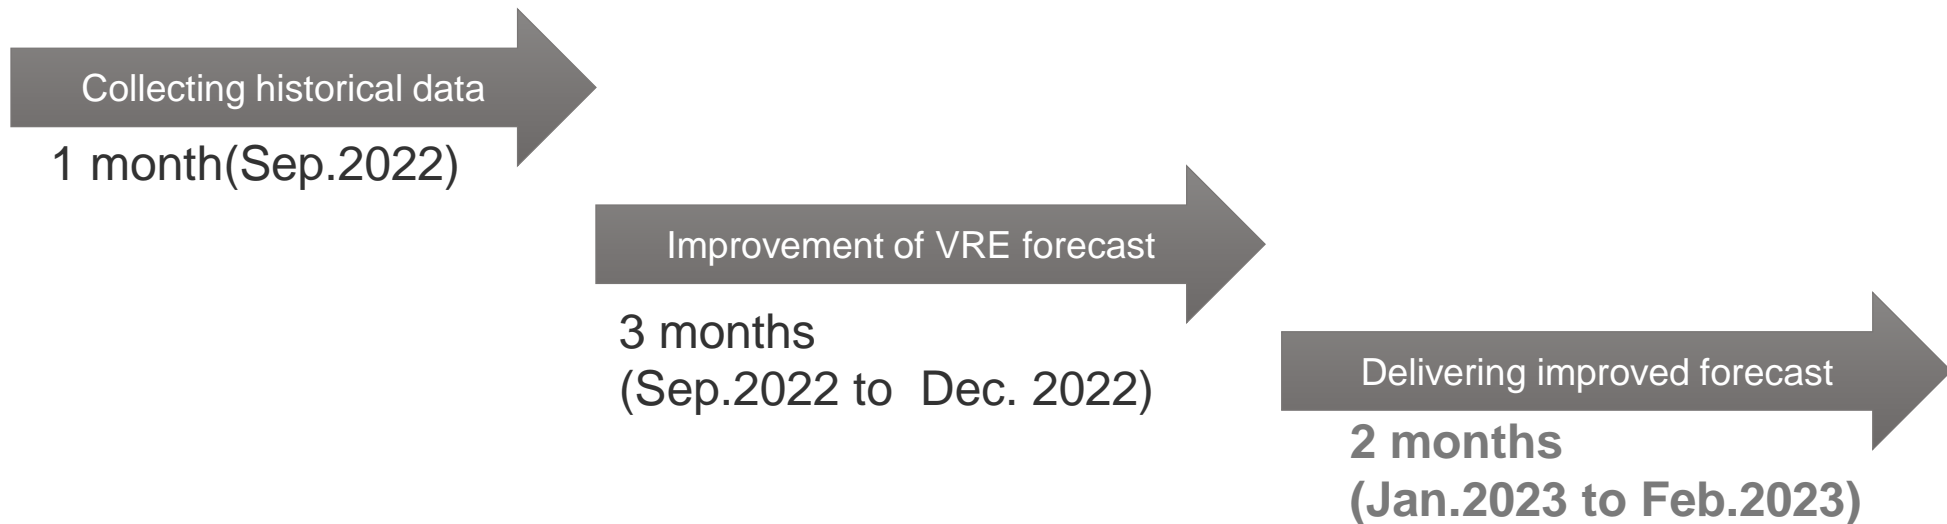 Collecting historical data
1 month(Sep.2022)
Improvement of VRE forecast
3 months
(Sep.2022 to  Dec. 2022)
Delivering improved forecast
2 months
(Jan.2023 to Feb.2023)